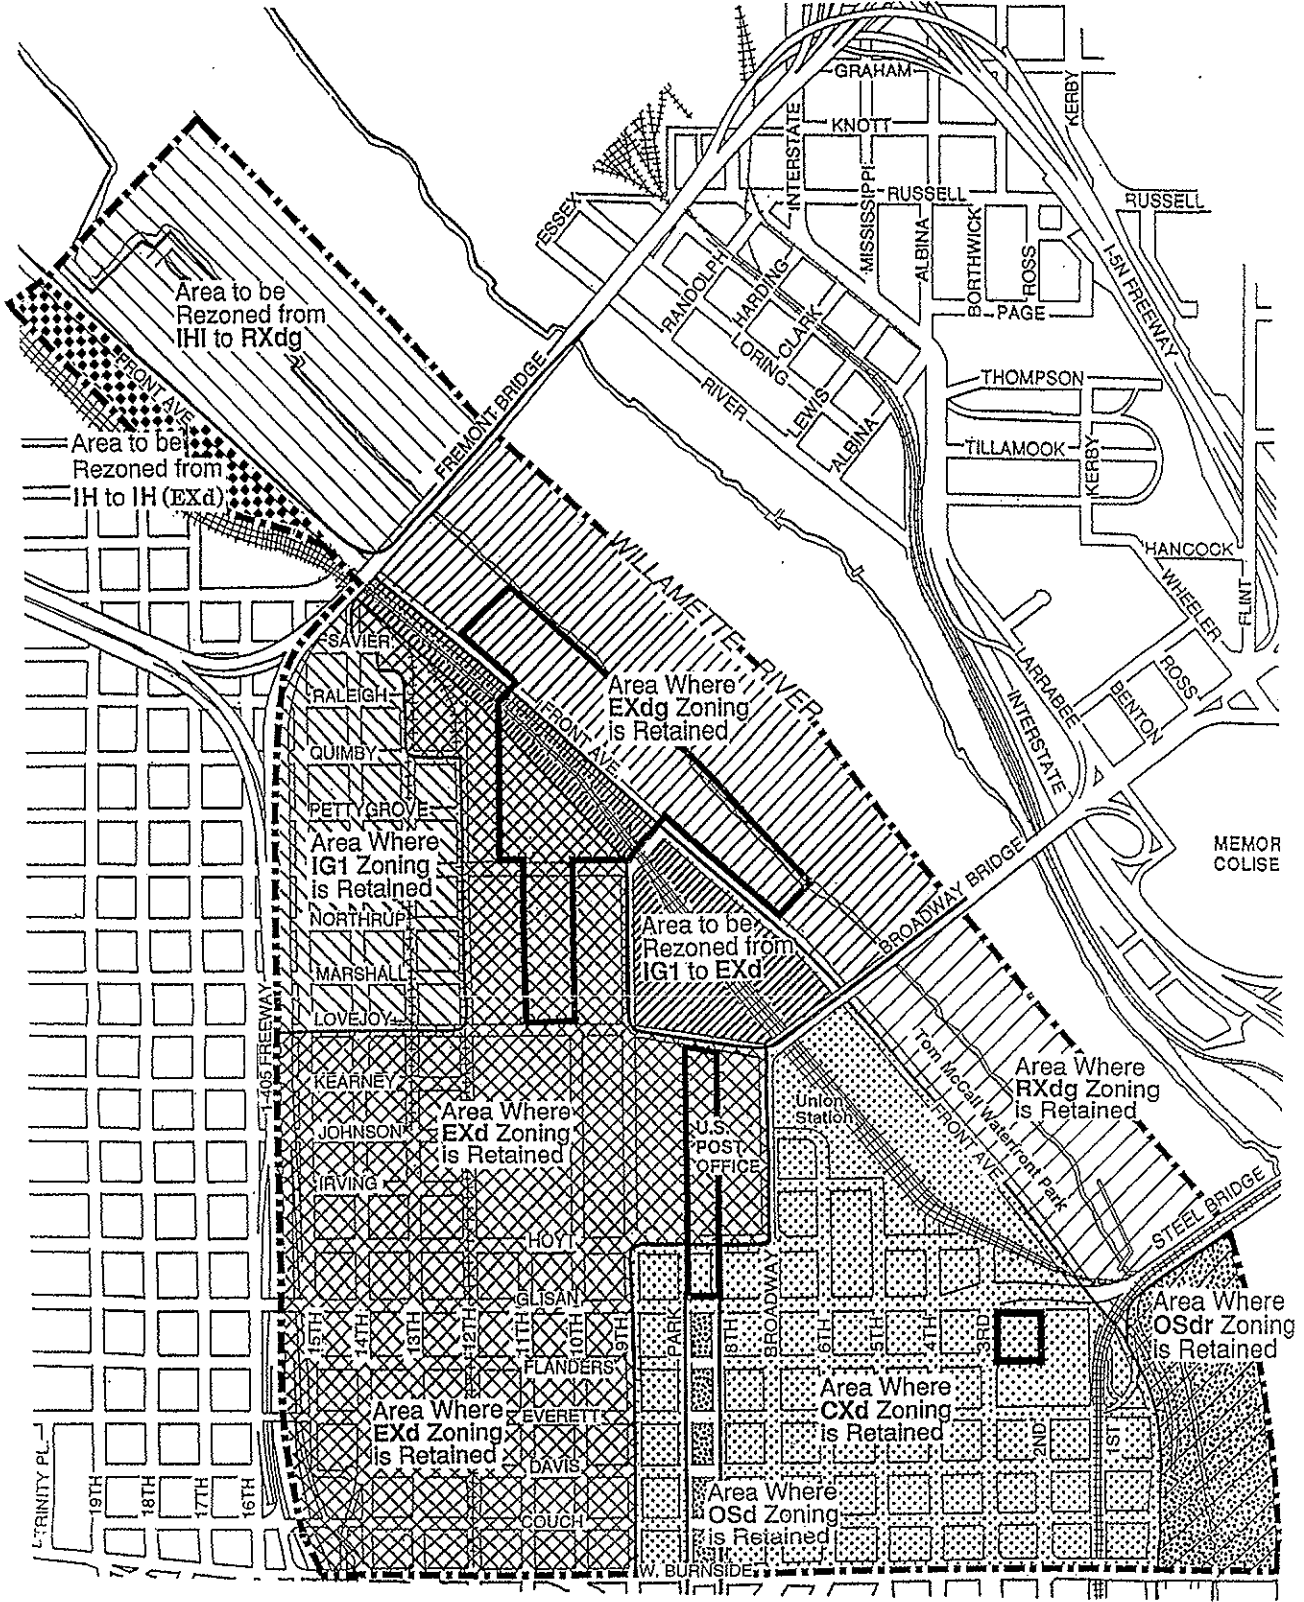 GRAHAM
KERBY
KNOTT
INTERSTATE
MISSISSIPPI
RUSSELL
RUSSELL
ESSEX
ALBINA
BORTHWICK
ROSS
I-5N FREEWAY
RANDOLPH
HARDING
CLARK
LORING
PAGE
RIVER
LEWIS
ALBINA
THOMPSON
TILLAMOOK
KERBY
HANCOCK
WHEELER
FLINT
Area to be
Rezoned from
IHI to RXdg
FRONT AVE
FREMONT BRIDGE
Area to be
Rezoned from
IH to IH (EXd)
WILLAMETTE RIVER
SAVIER
RALEIGH
QUIMBY
PETTYGROVE
Area Where
IG1 Zoning
is Retained
NORTHRUP
MARSHALL
LOVEJOY
FRONT AVE
Area Where
EXdg Zoning
is Retained
LARRABEE
INTERSTATE
BENTON
ROSS
MEMOR
COLISE
BROADWAY BRIDGE
Area to be
Rezoned from
IG1 to EXd
I-405 FREEWAY
KEARNEY
JOHNSON
IRVING
Area Where
EXd Zoning
is Retained
U.S.
POST
OFFICE
Union
Station
Tom McCall Waterfront Park
FRONT AVE
Area Where
RXdg Zoning
is Retained
STEEL BRIDGE
HOYT
GLISAN
15TH
14TH
13TH
12TH
11TH
10TH
9TH
PARK
8TH
BROADWAY
6TH
5TH
4TH
3RD
Area Where
OSdr Zoning
is Retained
FLANDERS
Area Where
EXd Zoning
is Retained
EVERETT
DAVIS
COUCH
Area Where
CXd Zoning
is Retained
2ND
1ST
Area Where
OSd Zoning
is Retained
TRINITY PL.
19TH
18TH
17TH
16TH
W. BURNSIDE